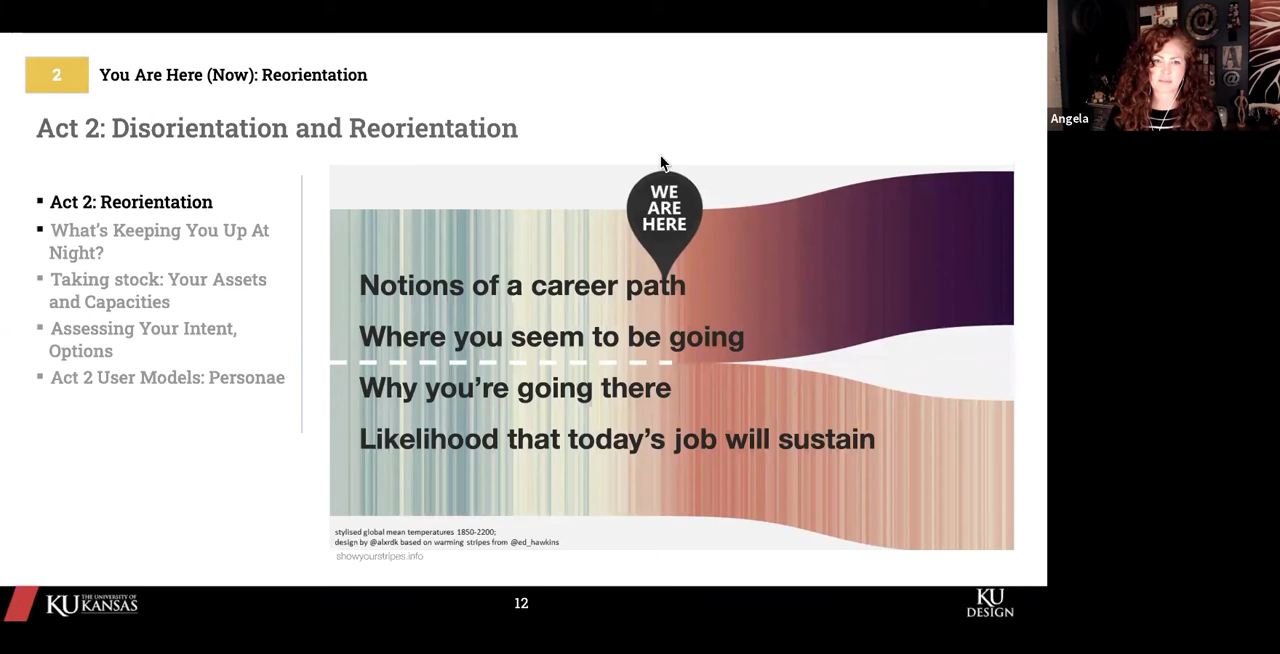 2
You Are Here (Now): Reorientation
Act 2: Disorientation and Reorientation
Act 2: Reorientation
What's Keeping You Up At
Night?
Taking stock: Your Assets
and Capacities
Assessing Your Intent,
Options
Act 2 User Models: Personae
WE
ARE
HERE
Notions of a career path
Where you seem to be going
Why you're going there
Likelihood that today's job will sustain
stylised global mean temperatures 1850-2200;
design by @alxrdk based on warming stripes from @ed_hawkins
showyourstripes.info
KU THE UNIVERSITY OF
KANSAS
12
KU
DESIGN
Angela